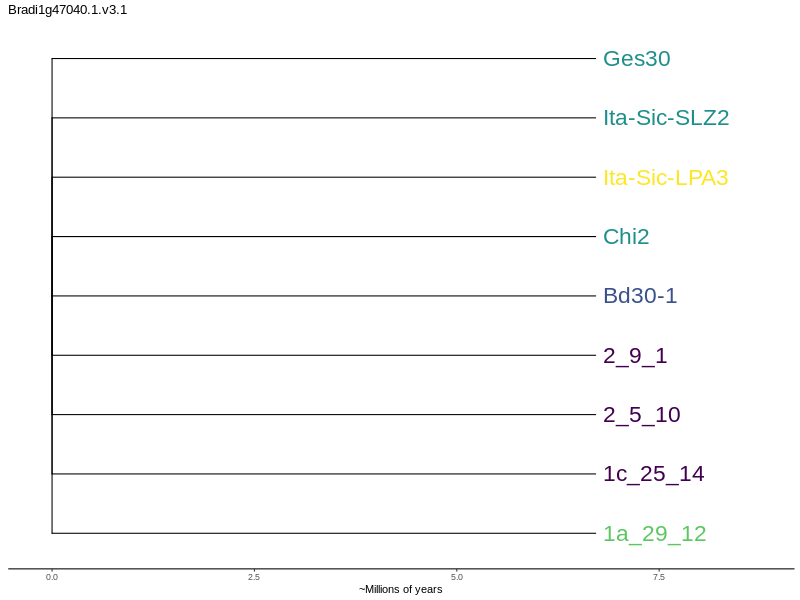 Bradi1g47040.1.v3.1
Ges30
Ita-Sic-SLZ2
Ita-Sic-LPA3
Chi2
Bd30-1
2_9_1
2_5_10
1c_25_14
1a_29_12
0.0 2.5 5.0 7.5
~Millions of years